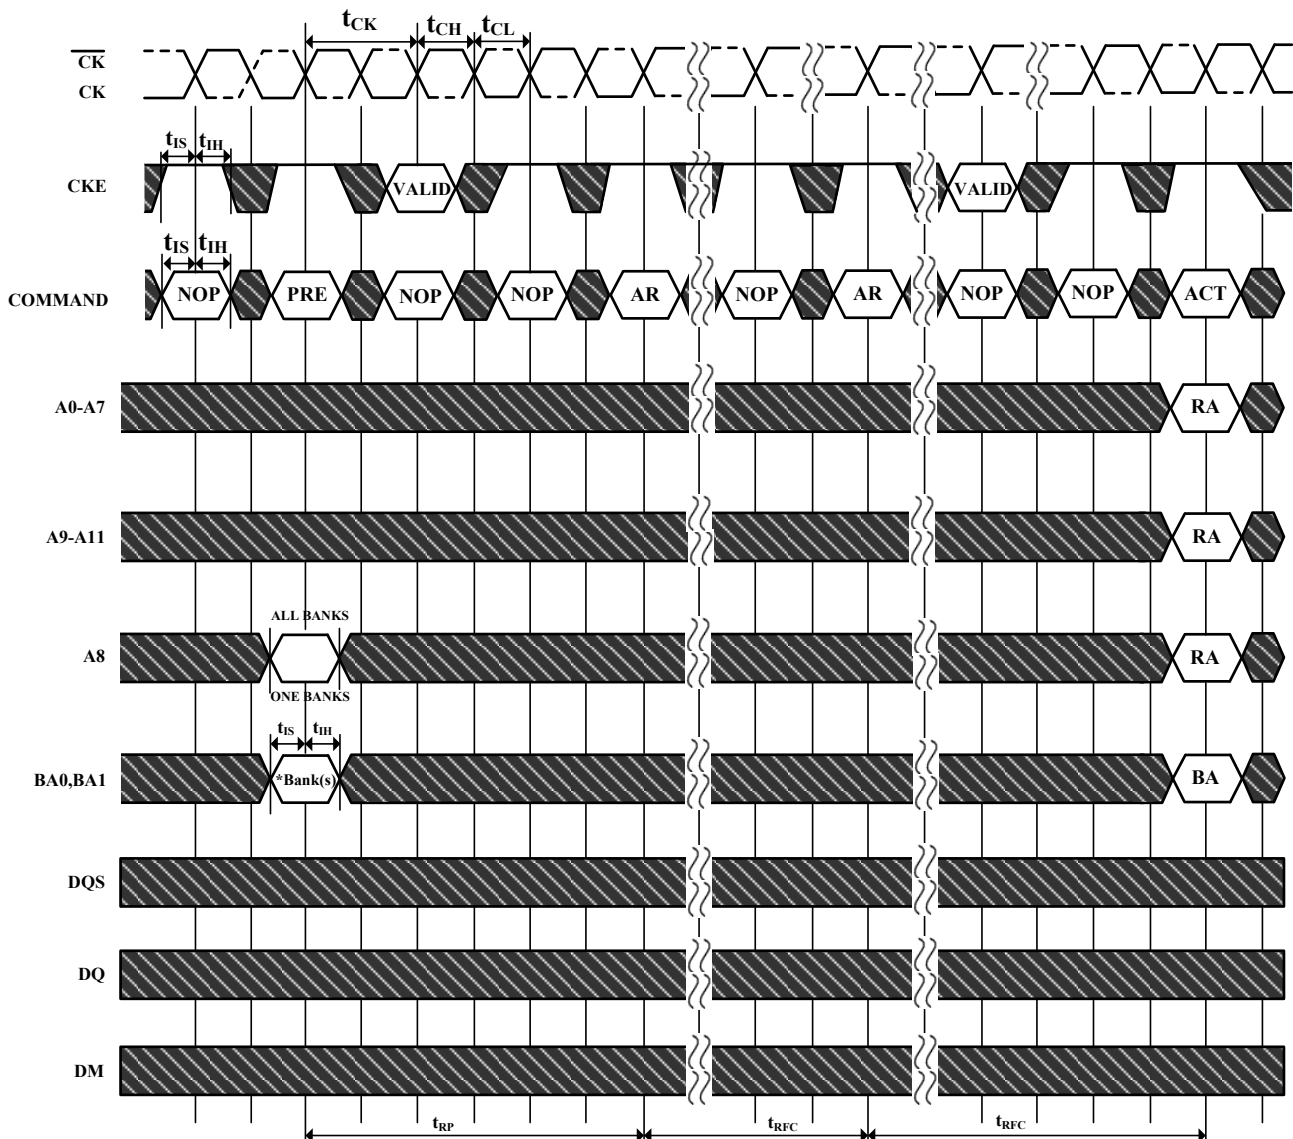 tCK tCH tCL
CK
CK
tIS tIH
CKE VALID VALID
tIS tIH
COMMAND NOP PRE NOP NOP AR NOP AR NOP NOP ACT
A0-A7 RA
A9-A11 RA
ALL BANKS
A8 RA
ONE BANKS
tIS tIH
BA0,BA1 *Bank(s) BA
DQS
DQ
DM
tRP tRFC tRFC